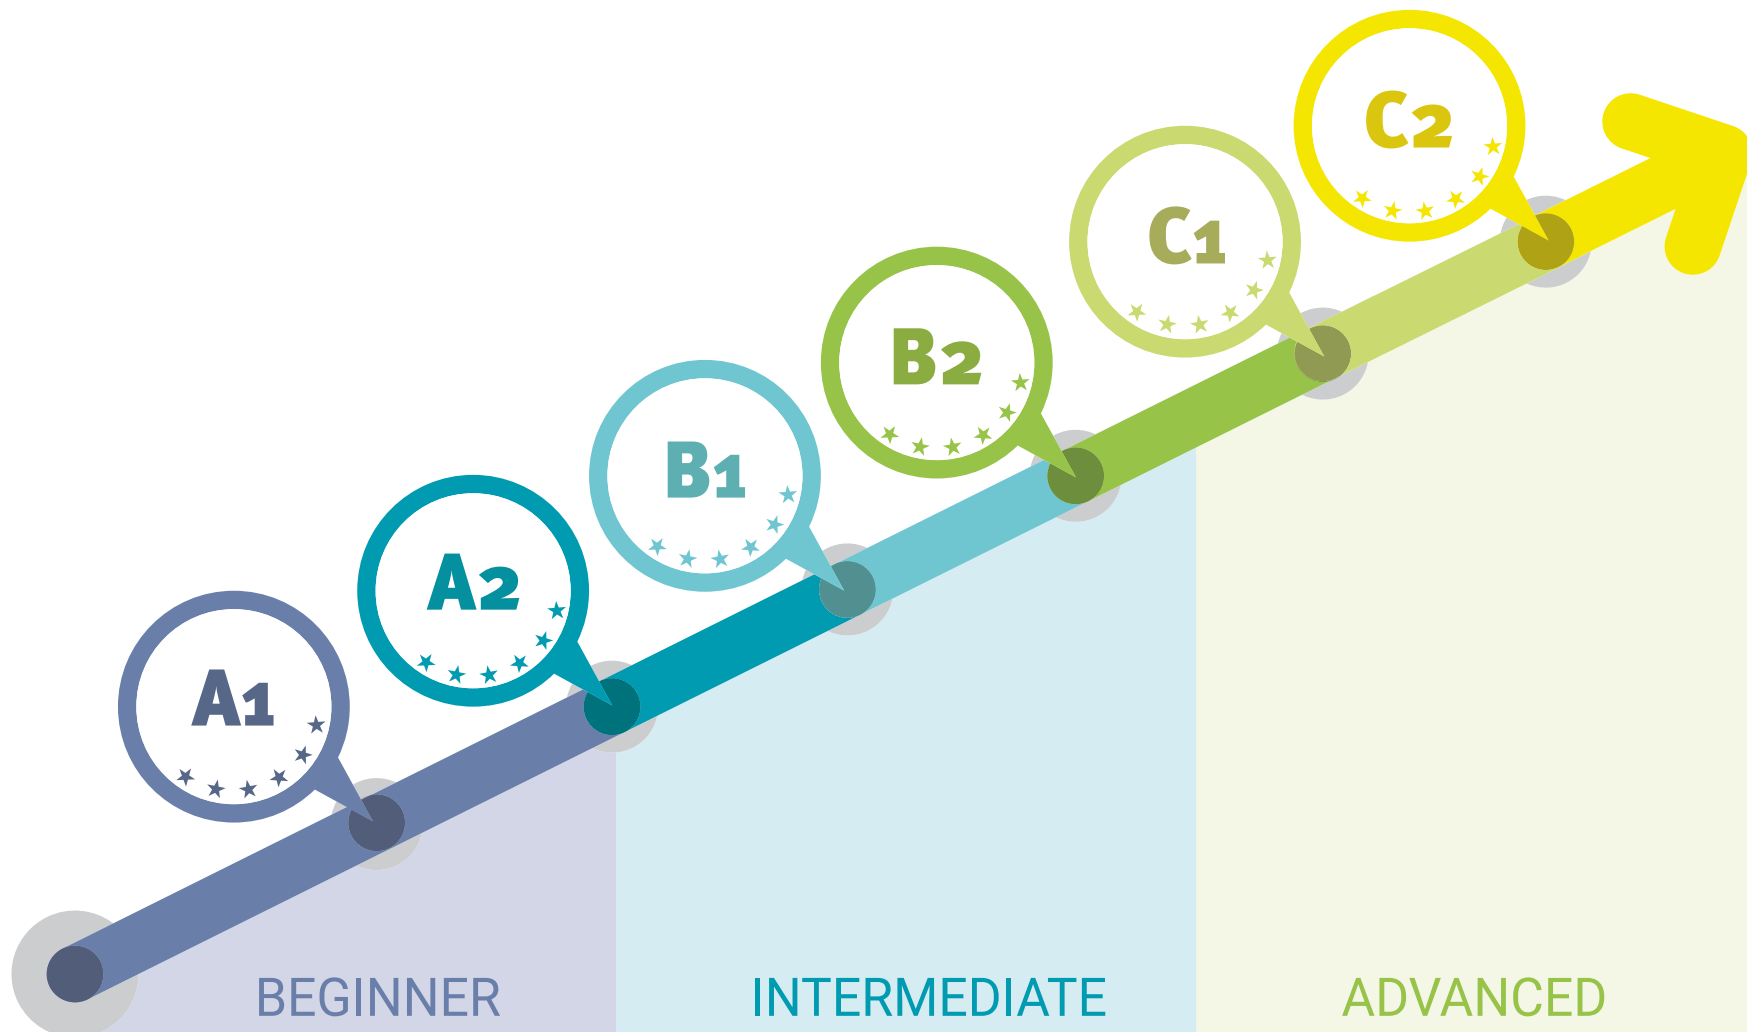 A1
A2
B1
B2
C1
C2
BEGINNER
INTERMEDIATE
ADVANCED